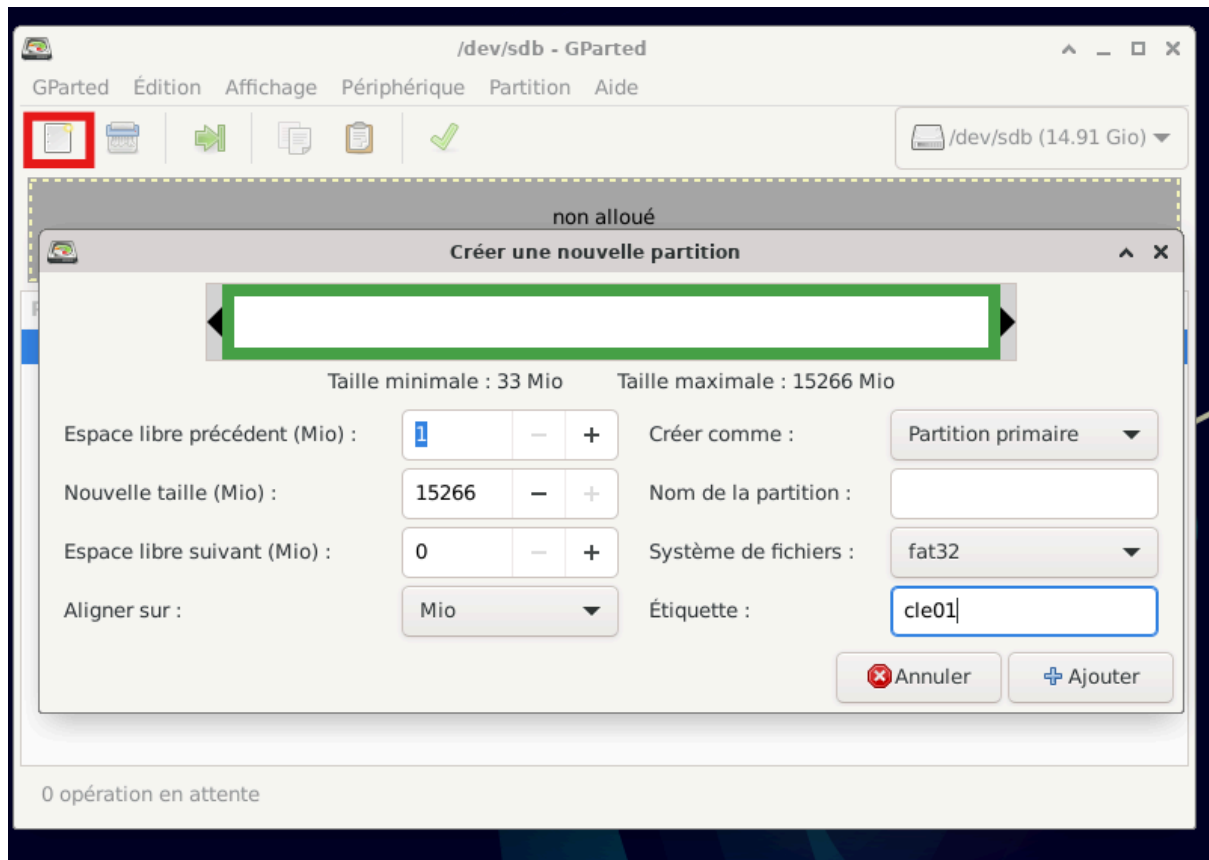 /dev/sdb - GParted
GParted Édition Affichage Périphérique Partition Aide
/dev/sdb (14.91 Gio)
non alloué
Créer une nouvelle partition
Taille minimale : 33 Mio Taille maximale : 15266 Mio
Espace libre précédent (Mio) : 1 − + Créer comme : Partition primaire
Nouvelle taille (Mio) : 15266 − + Nom de la partition :
Espace libre suivant (Mio) : 0 − + Système de fichiers : fat32
Aligner sur : Mio Étiquette : cle01
Annuler Ajouter
0 opération en attente